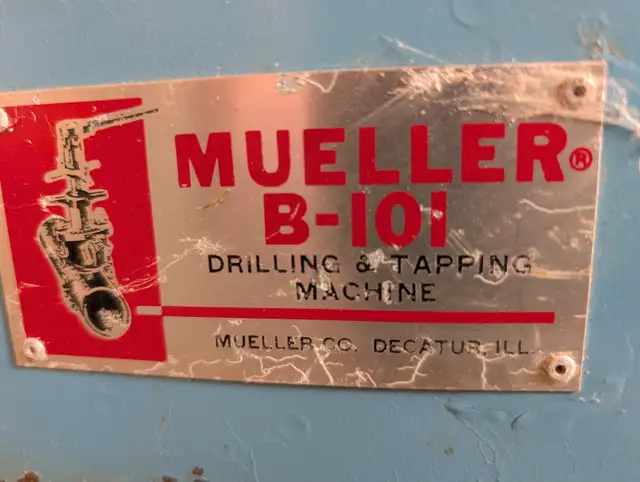 MUELLER®
B-101
DRILLING & TAPPING
MACHINE
MUELLER CO. DECATUR, ILL.